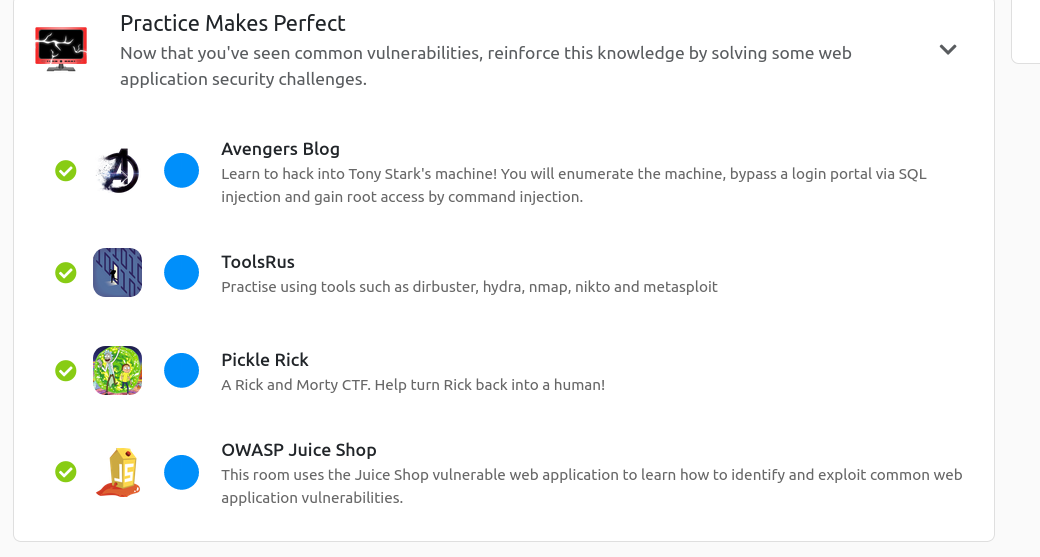 Practice Makes Perfect
Now that you've seen common vulnerabilities, reinforce this knowledge by solving some web
application security challenges.
Avengers Blog
Learn to hack into Tony Stark's machine! You will enumerate the machine, bypass a login portal via SQL
injection and gain root access by command injection.
ToolsRus
Practise using tools such as dirbuster, hydra, nmap, nikto and metasploit
Pickle Rick
A Rick and Morty CTF. Help turn Rick back into a human!
OWASP Juice Shop
JS
This room uses the Juice Shop vulnerable web application to learn how to identify and exploit common web
application vulnerabilities.